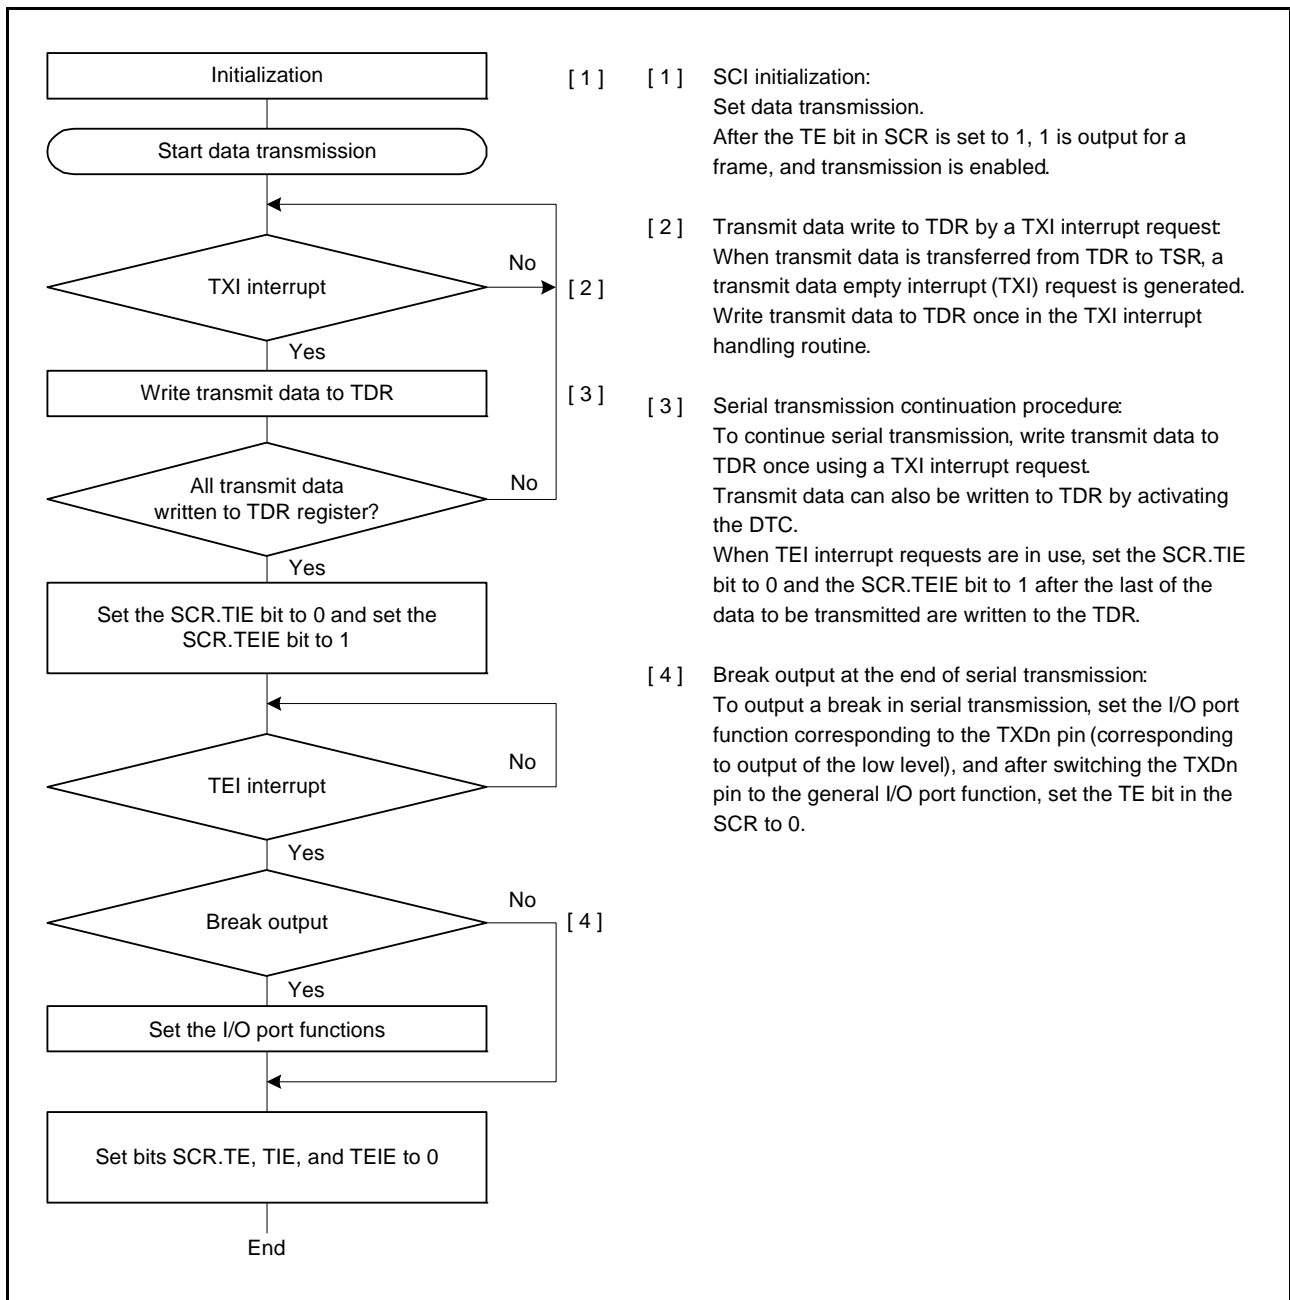 Initialization
[ 1 ]
Start data transmission
No
TXI interrupt
[ 2 ]
Yes
Write transmit data to TDR
[ 3 ]
All transmit data
written to TDR register?
No
Yes
Set the SCR.TIE bit to 0 and set the
SCR.TEIE bit to 1
No
TEI interrupt
Yes
No
Break output
[ 4 ]
Yes
Set the I/O port functions
Set bits SCR.TE, TIE, and TEIE to 0
End
[ 1 ] SCI initialization:
Set data transmission.
After the TE bit in SCR is set to 1, 1 is output for a
frame, and transmission is enabled.
[ 2 ] Transmit data write to TDR by a TXI interrupt request:
When transmit data is transferred from TDR to TSR, a
transmit data empty interrupt (TXI) request is generated.
Write transmit data to TDR once in the TXI interrupt
handling routine.
[ 3 ] Serial transmission continuation procedure:
To continue serial transmission, write transmit data to
TDR once using a TXI interrupt request.
Transmit data can also be written to TDR by activating
the DTC.
When TEI interrupt requests are in use, set the SCR.TIE
bit to 0 and the SCR.TEIE bit to 1 after the last of the
data to be transmitted are written to the TDR.
[ 4 ] Break output at the end of serial transmission:
To output a break in serial transmission, set the I/O port
function corresponding to the TXDn pin (corresponding
to output of the low level), and after switching the TXDn
pin to the general I/O port function, set the TE bit in the
SCR to 0.